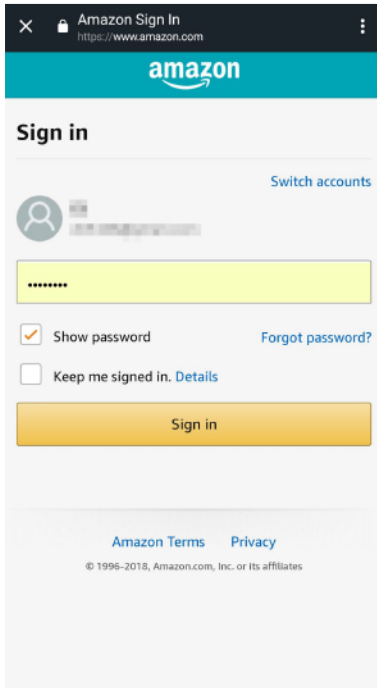 Amazon Sign In
https://www.amazon.com
amazon
Sign in
Switch accounts
••••••••
Show password Forgot password?
Keep me signed in. Details
Sign in
Amazon Terms Privacy
© 1996-2018, Amazon.com, Inc. or its affiliates